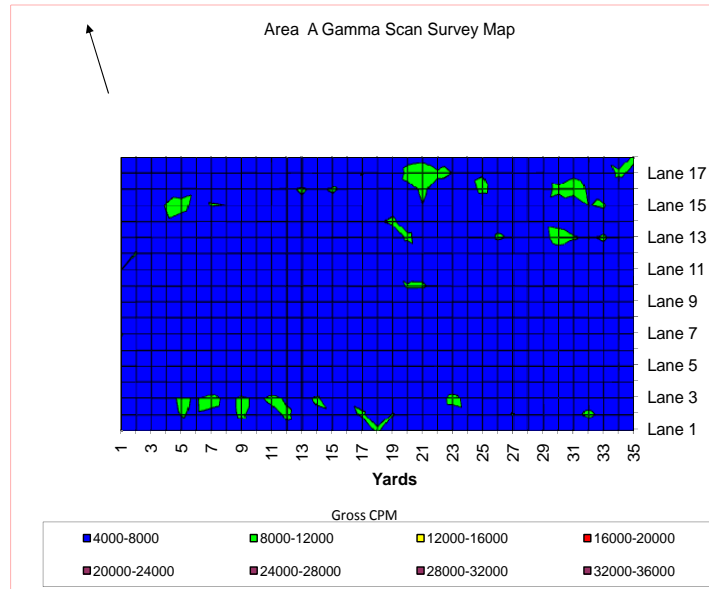 Area  A Gamma Scan Survey Map
Lane 17
Lane 15
Lane 13
Lane 11
Lane 9
Lane 7
Lane 5
Lane 3
Lane 1
1 3 5 7 9 11 13 15 17 19 21 23 25 27 29 31 33 35
Yards
Gross CPM
4000-8000 8000-12000 12000-16000 16000-20000
20000-24000 24000-28000 28000-32000 32000-36000